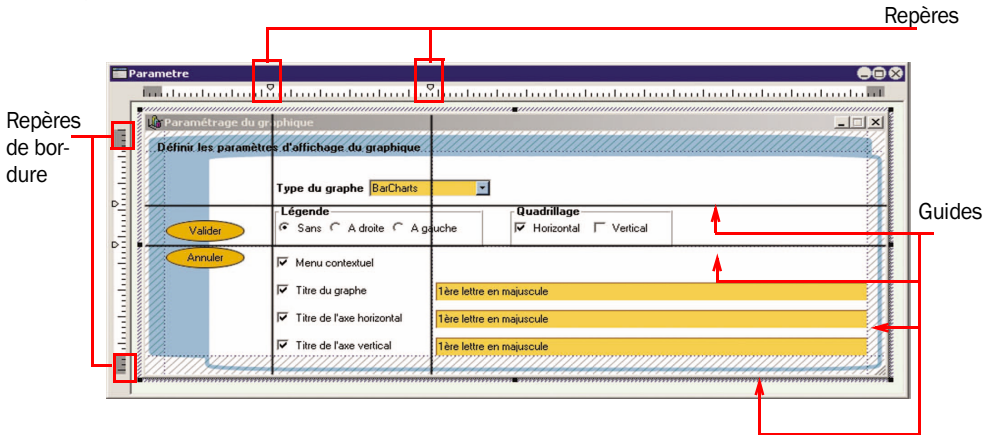 Repères
Parametre
Repères
de bor-
dure
Paramétrage du graphique
Définir les paramètres d'affichage du graphique
Type du graphe BarCharts
Guides
Légende
Quadrillage
Valider
Sans A droite A gauche
Horizontal Vertical
Annuler
Menu contextuel
Titre du graphe
1ère lettre en majuscule
Titre de l'axe horizontal
1ère lettre en majuscule
Titre de l'axe vertical
1ère lettre en majuscule